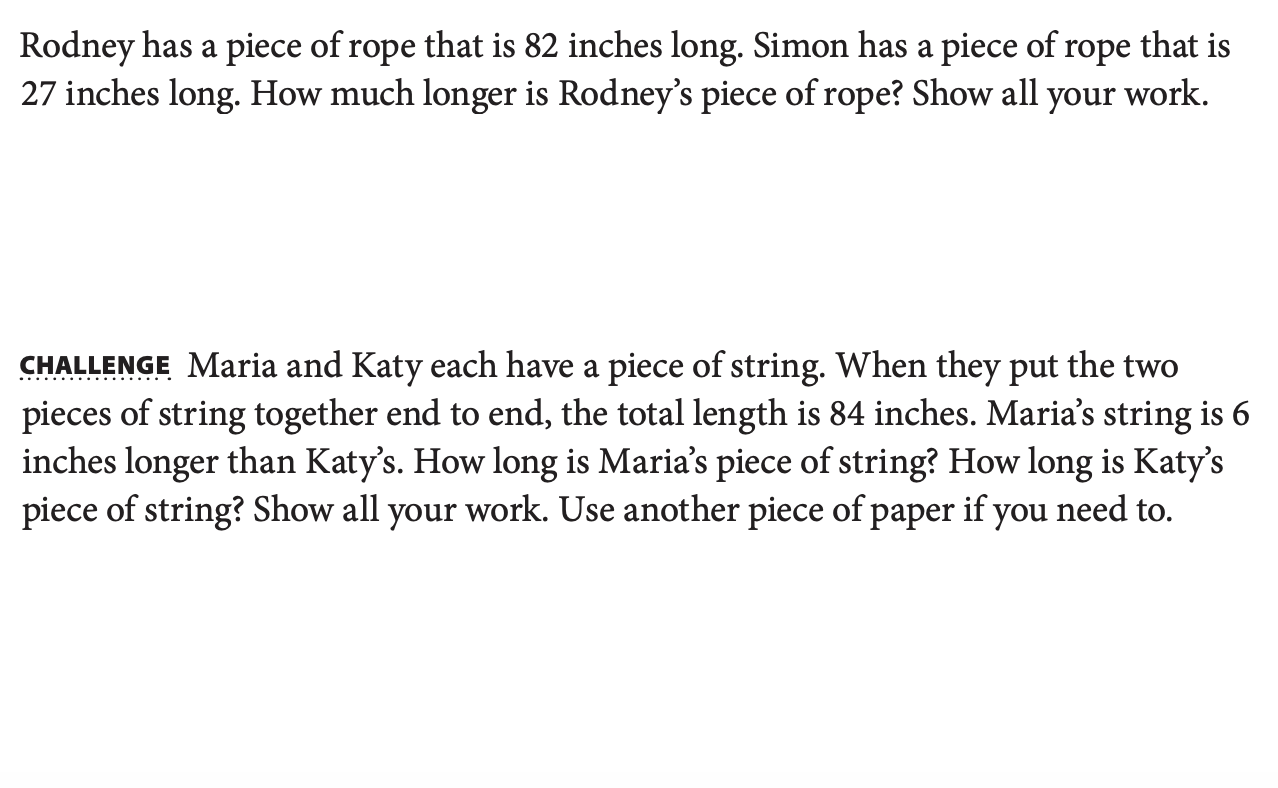 Rodney has a piece of rope that is 82 inches long. Simon has a piece of rope that is
27 inches long. How much longer is Rodney’s piece of rope? Show all your work.
CHALLENGE Maria and Katy each have a piece of string. When they put the two
pieces of string together end to end, the total length is 84 inches. Maria’s string is 6
inches longer than Katy’s. How long is Maria’s piece of string? How long is Katy’s
piece of string? Show all your work. Use another piece of paper if you need to.